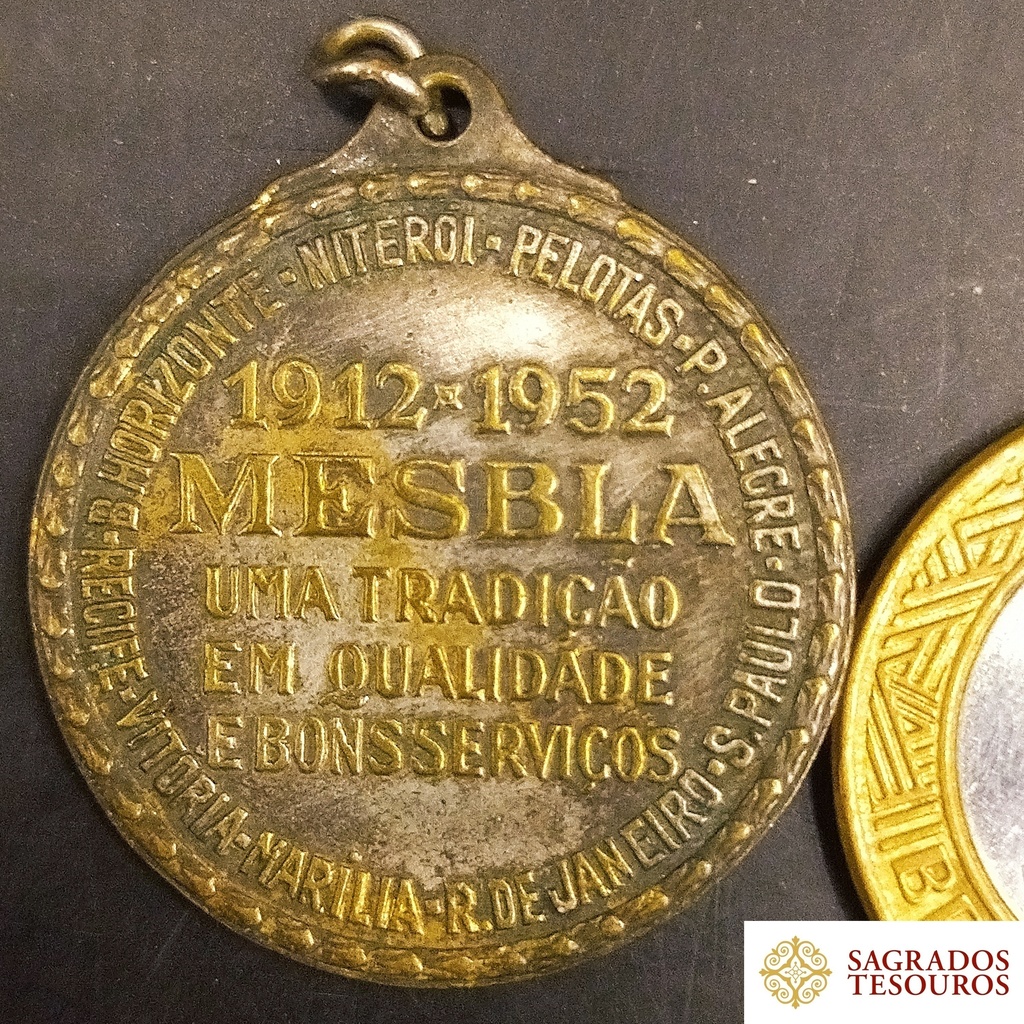 B.HORIZONTE·NITEROI·PELOTAS·P.ALEGRE·S.PAULO·R.DE JANEIRO·MARILIA·VITORIA·RECIFE
1912 1952
MESBLA
UMA TRADIÇÃO
EM QUALIDADE
E BONS SERVIÇOS
SAGRADOS
TESOUROS